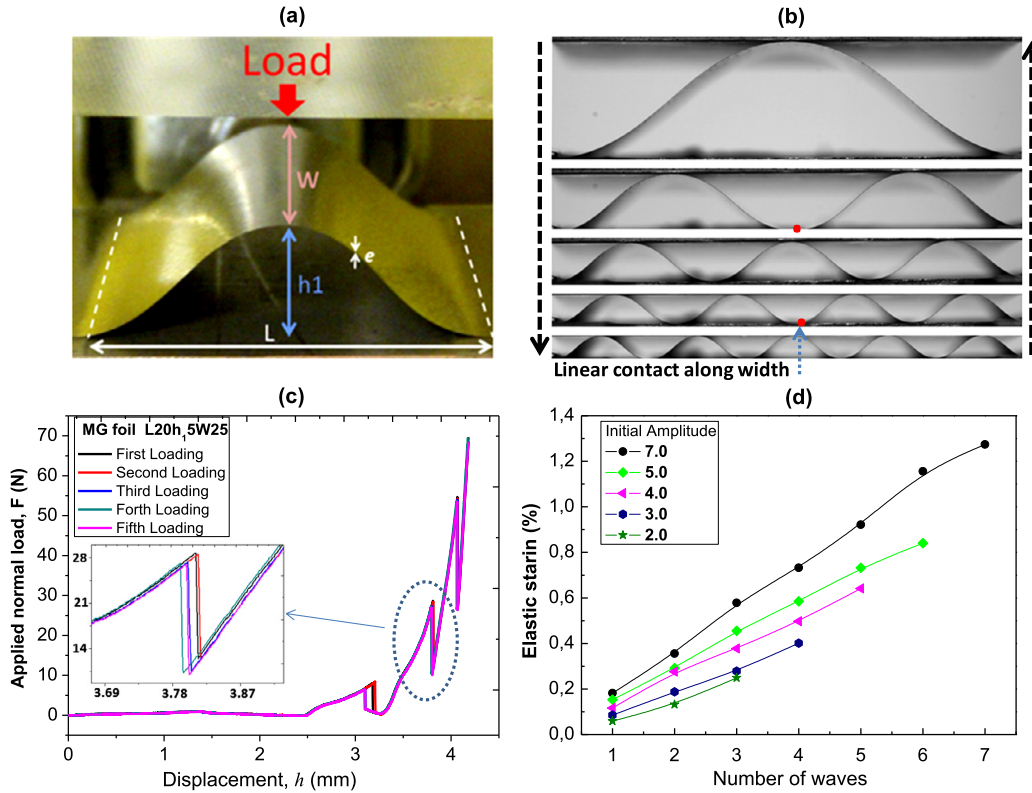 (a)
Load
W
e
h1
L
(b)
Linear contact along width
(c)
MG foil L20h₁5W25
First Loading
Second Loading
Third Loading
Forth Loading
Fifth Loading
28
21
14
3.69 3.78 3.87
70
60
50
40
30
20
10
0
0 1 2 3 4
Applied normal load, F (N)
Displacement, h (mm)
(d)
Initial Amplitude
7.0
5.0
4.0
3.0
2.0
1,4
1,2
1,0
0,8
0,6
0,4
0,2
0,0
1 2 3 4 5 6 7
Elastic starin (%)
Number of waves